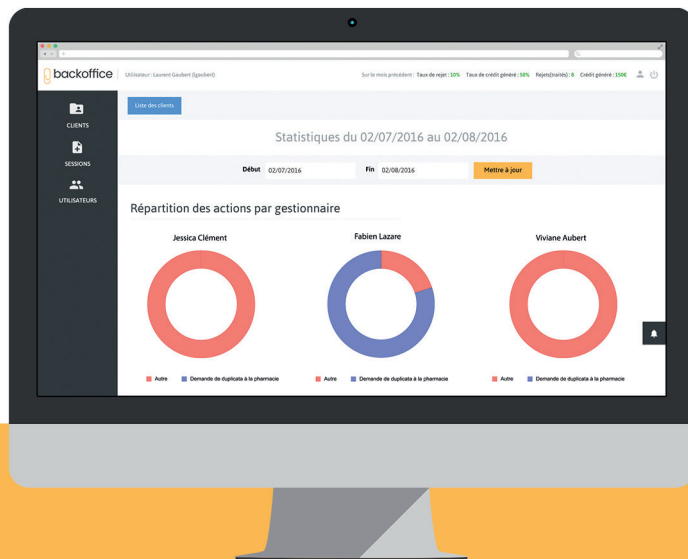 backoffice
Utilisateur : Laurent Gaubert (lgaubert)
Sur le mois précédent : Taux de rejet : 10% Taux de crédit généré : 50% Rejets(traités) : 6 Crédit généré : 150€
CLIENTS
SESSIONS
UTILISATEURS
Liste des clients
Statistiques du 02/07/2016 au 02/08/2016
Début 02/07/2016 Fin 02/08/2016 Mettre à jour
Répartition des actions par gestionnaire
Jessica Clément Fabien Lazare Viviane Aubert
Autre Demande de duplicata à la pharmacie Autre Demande de duplicata à la pharmacie Autre Demande de duplicata à la pharmacie